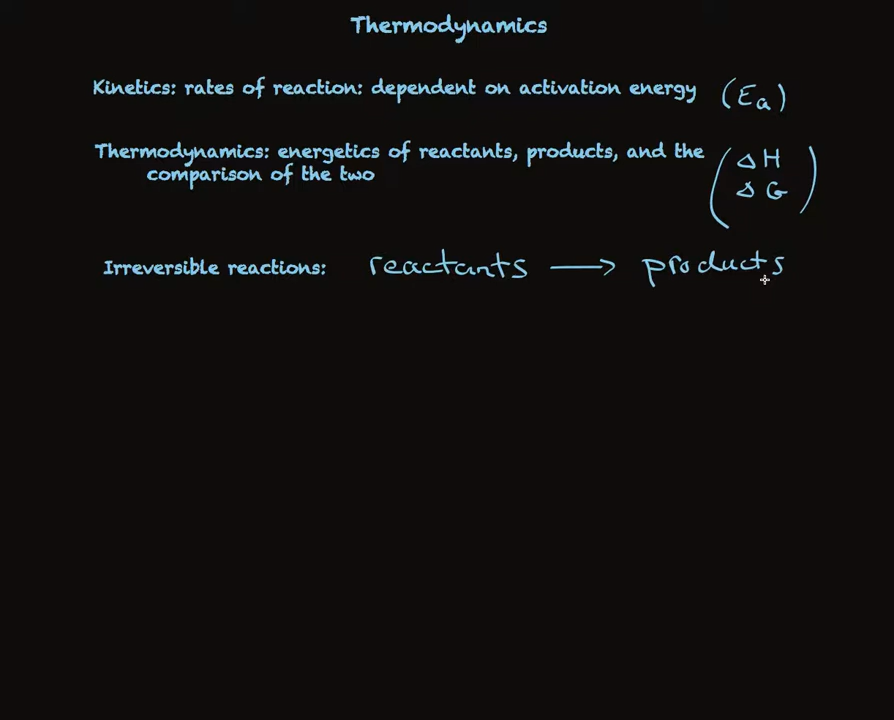 Thermodynamics
Kinetics: rates of reaction: dependent on activation energy (Ea)
Thermodynamics: energetics of reactants, products, and the (ΔH
comparison of the two ΔG)
Irreversible reactions: reactants → products